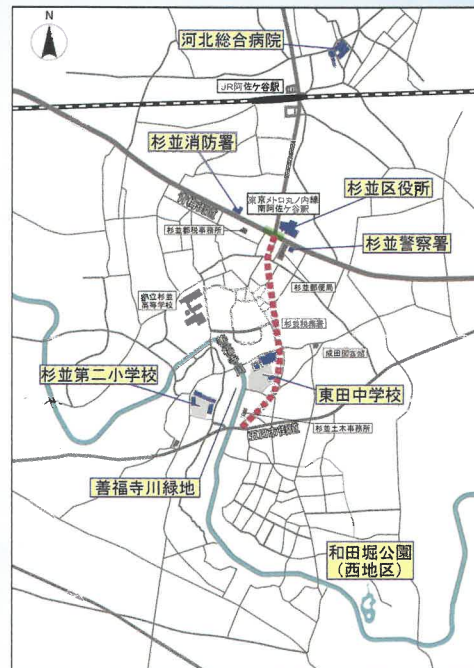 N
河北総合病院
JR阿佐ケ谷駅
杉並消防署
東京メトロ丸ノ内線
南阿佐ケ谷駅
杉並区役所
杉並都税事務所
杉並警察署
杉並郵便局
都立杉並
高等学校
杉並税務署
成田図書館
杉並第二小学校
東田中学校
杉並土木事務所
善福寺川緑地
和田堀公園
(西地区)